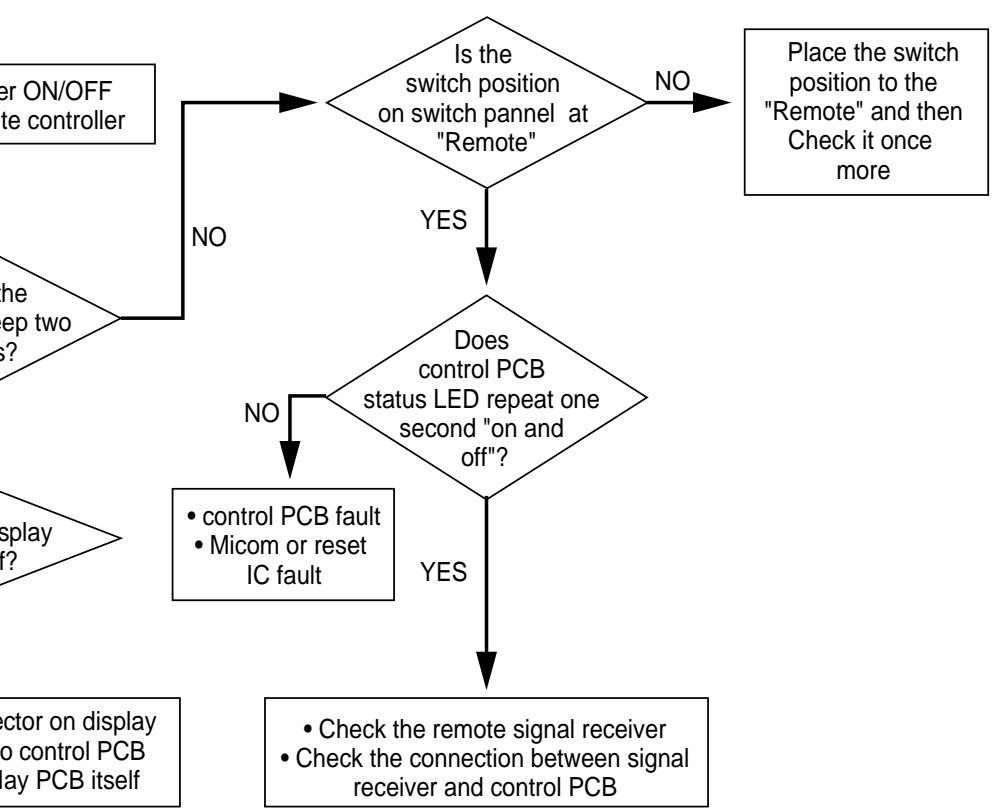 er ON/OFF
te controller
the
eep two
s?
splay
f?
ector on display
o control PCB
lay PCB itself
NO
Is the
switch position
on switch pannel at
"Remote"
NO
Place the switch
position to the
"Remote" and then
Check it once
more
YES
Does
control PCB
status LED repeat one
second "on and
off"?
NO
• control PCB fault
• Micom or reset
IC fault
YES
• Check the remote signal receiver
• Check the connection between signal
receiver and control PCB